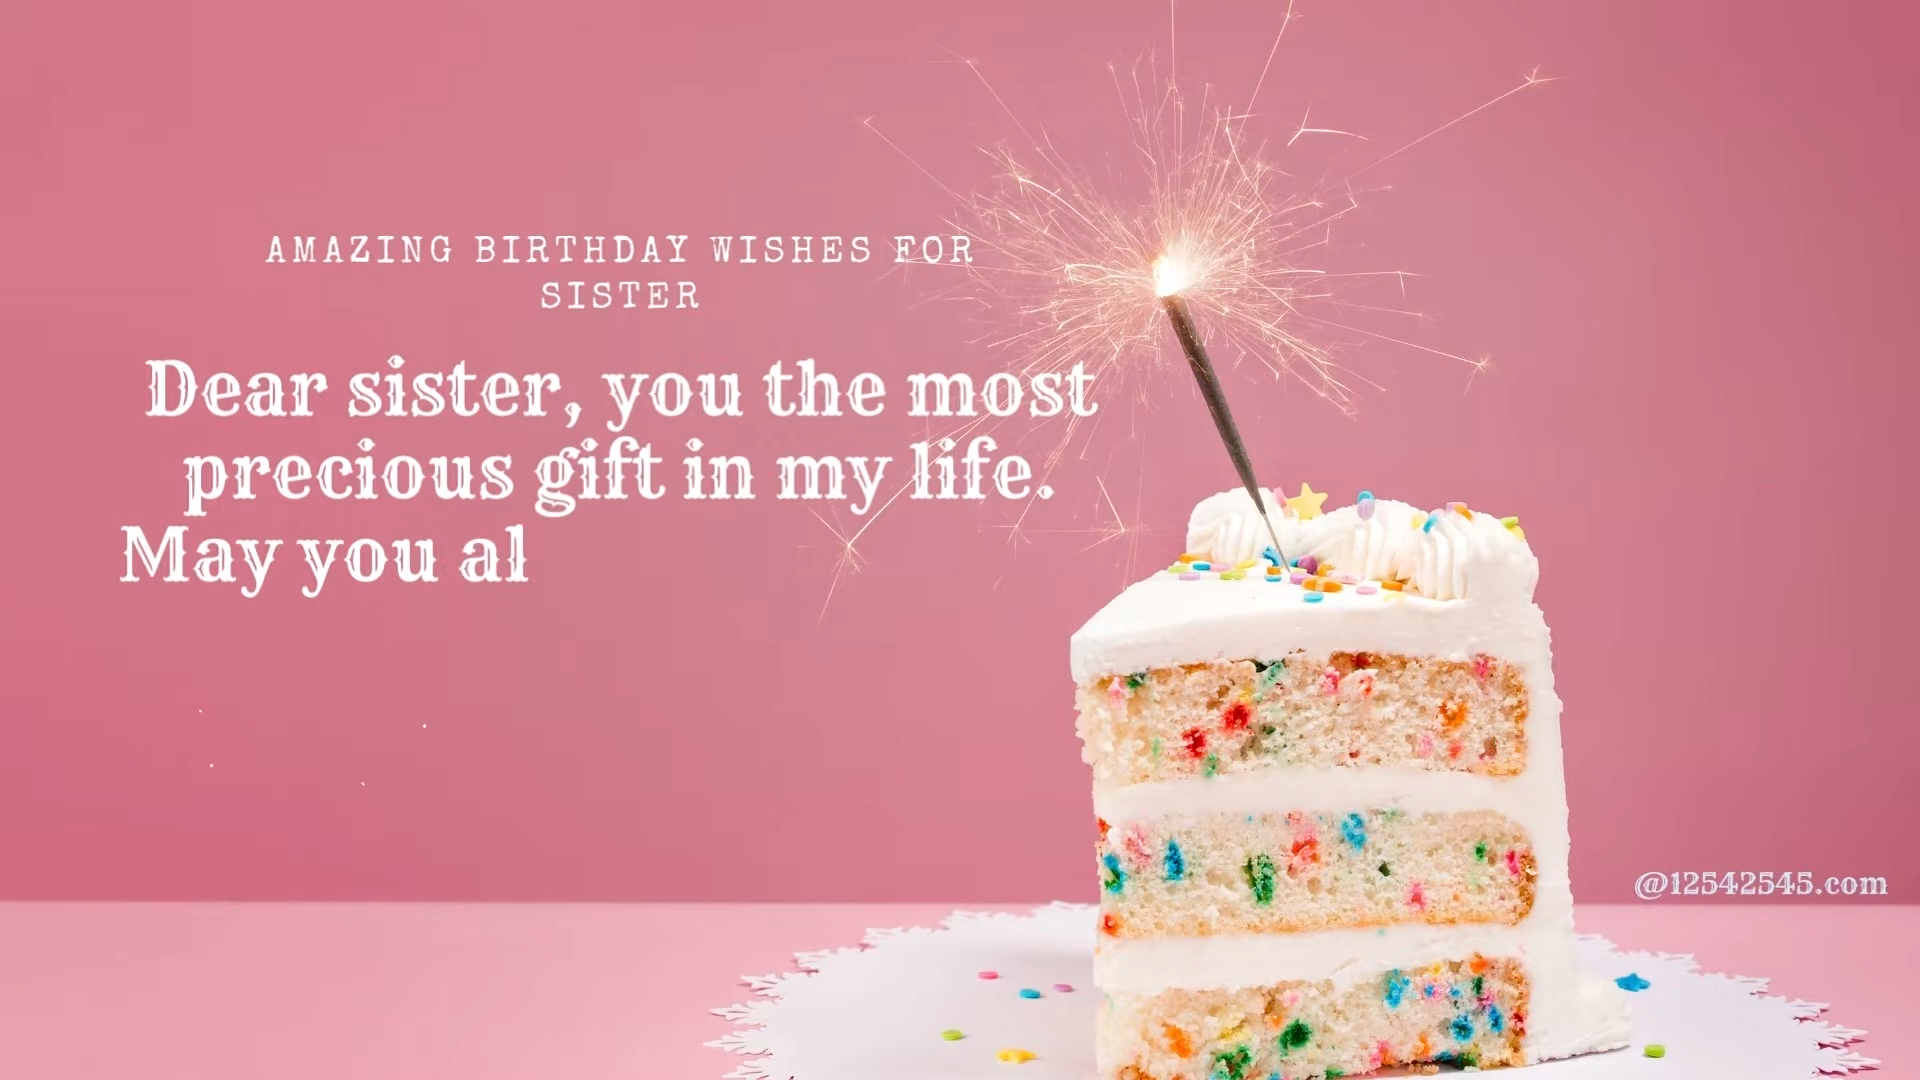 AMAZING BIRTHDAY WISHES FOR
SISTER
Dear sister, you the most
precious gift in my life.
May you al
@12542545.com